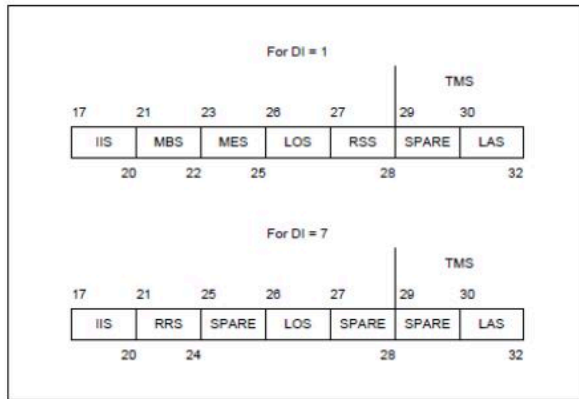 For DI = 1
TMS
17 21 23 26 27 29 30
IIS MBS MES LOS RSS SPARE LAS
20 22 25 28 32
For DI = 7
TMS
17 21 25 26 27 29 30
IIS RRS SPARE LOS SPARE SPARE LAS
20 24 28 32